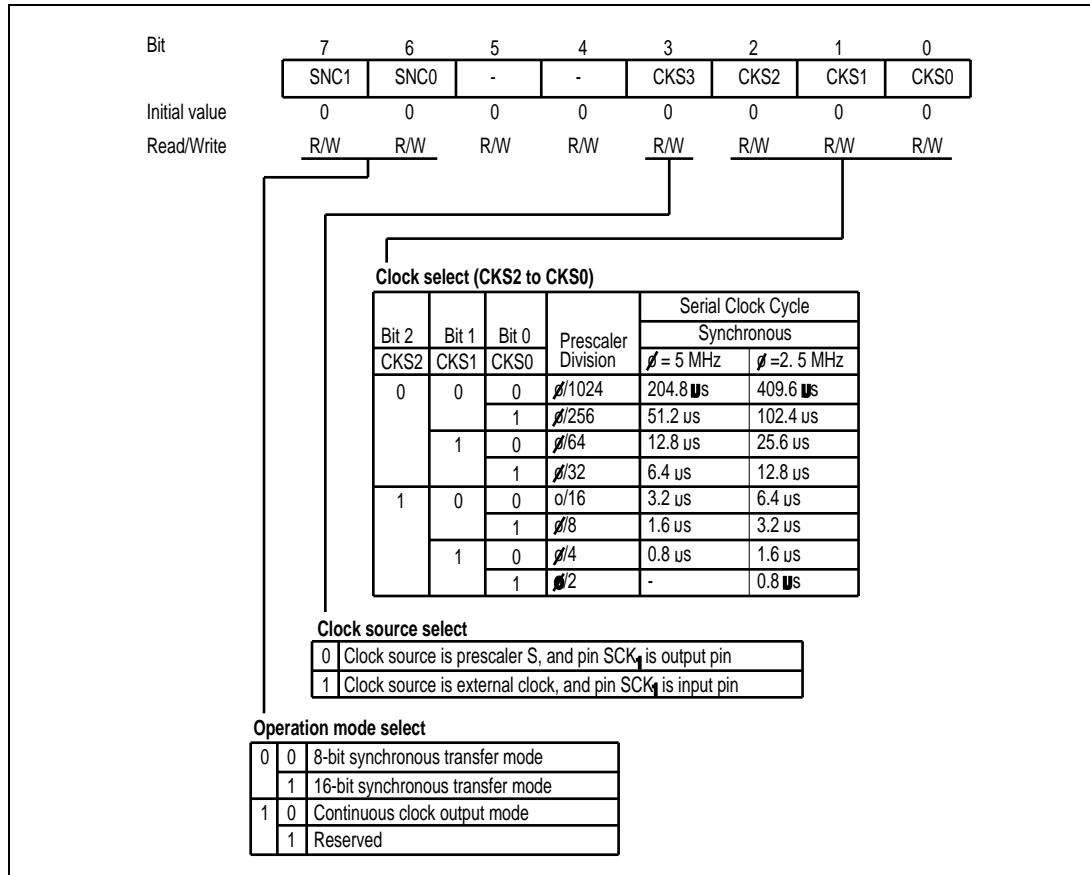 Bit 7 6 5 4 3 2 1 0
SNC1 SNC0 - - CKS3 CKS2 CKS1 CKS0
Initial value 0 0 0 0 0 0 0 0
Read/Write R/W R/W R/W R/W R/W R/W R/W R/W
Clock select (CKS2 to CKS0)
Serial Clock Cycle
Bit 2 Bit 1 Bit 0 Prescaler Synchronous
CKS2 CKS1 CKS0 Division ø = 5 MHz ø =2. 5 MHz
0 0 0 ø/1024 204.8 µs 409.6 µs
1 ø/256 51.2 µs 102.4 µs
1 0 ø/64 12.8 µs 25.6 µs
1 ø/32 6.4 µs 12.8 µs
1 0 0 o/16 3.2 µs 6.4 µs
1 ø/8 1.6 µs 3.2 µs
1 0 ø/4 0.8 µs 1.6 µs
1 ø/2 - 0.8 µs
Clock source select
0 Clock source is prescaler S, and pin SCK1 is output pin
1 Clock source is external clock, and pin SCK1 is input pin
Operation mode select
0 0 8-bit synchronous transfer mode
1 16-bit synchronous transfer mode
1 0 Continuous clock output mode
1 Reserved